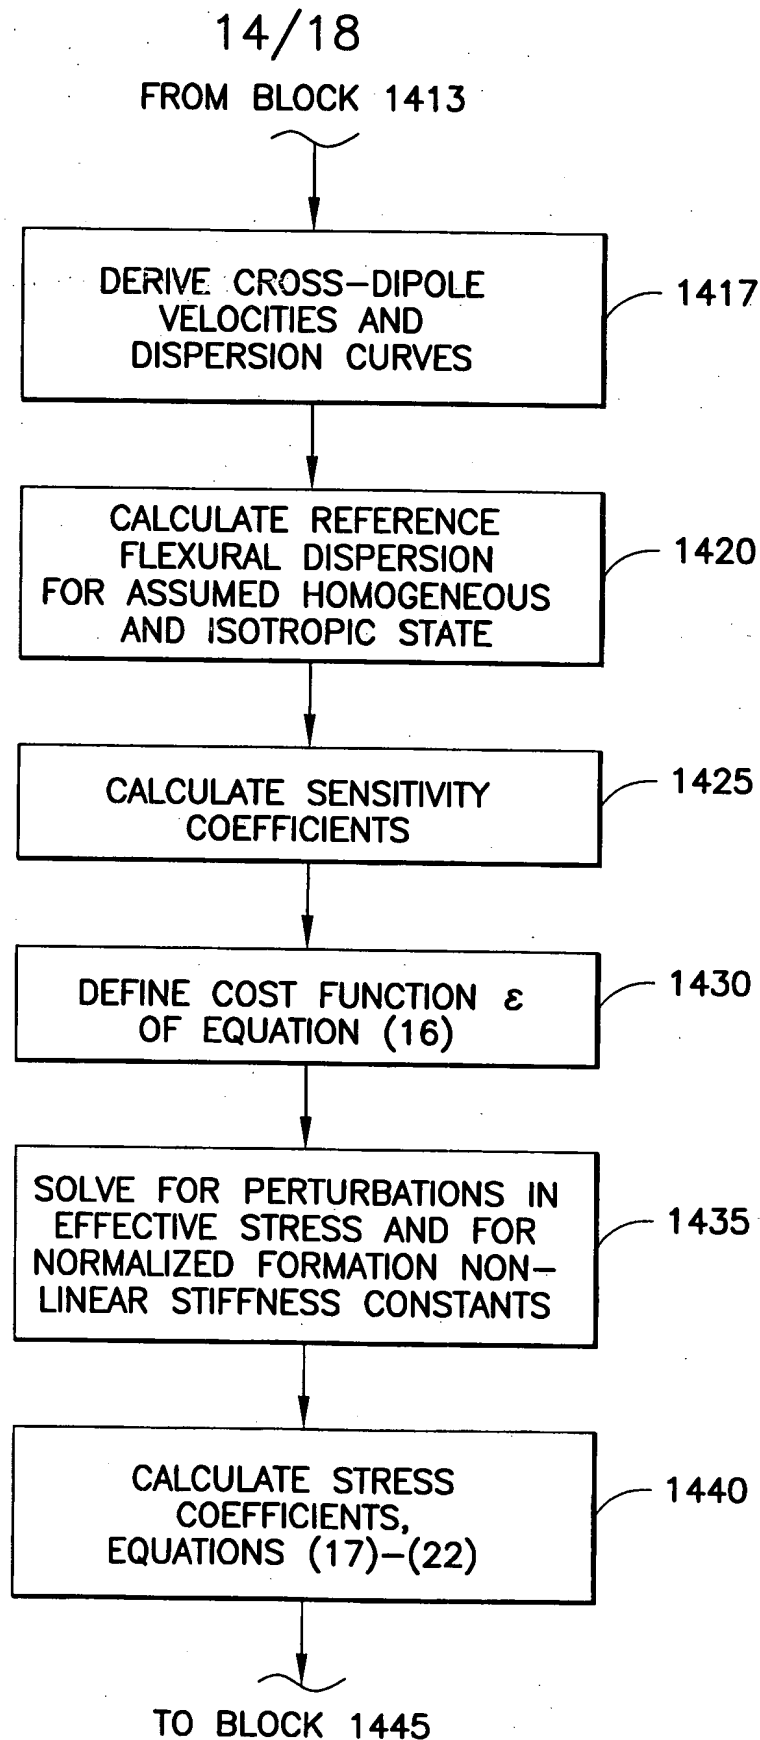 14/18
FROM BLOCK 1413
DERIVE CROSS-DIPOLE
VELOCITIES AND
DISPERSION CURVES
1417
CALCULATE REFERENCE
FLEXURAL DISPERSION
FOR ASSUMED HOMOGENEOUS
AND ISOTROPIC STATE
1420
CALCULATE SENSITIVITY
COEFFICIENTS
1425
DEFINE COST FUNCTION ε
OF EQUATION (16)
1430
SOLVE FOR PERTURBATIONS IN
EFFECTIVE STRESS AND FOR
NORMALIZED FORMATION NON-
LINEAR STIFFNESS CONSTANTS
1435
CALCULATE STRESS
COEFFICIENTS,
EQUATIONS (17)-(22)
1440
TO BLOCK 1445